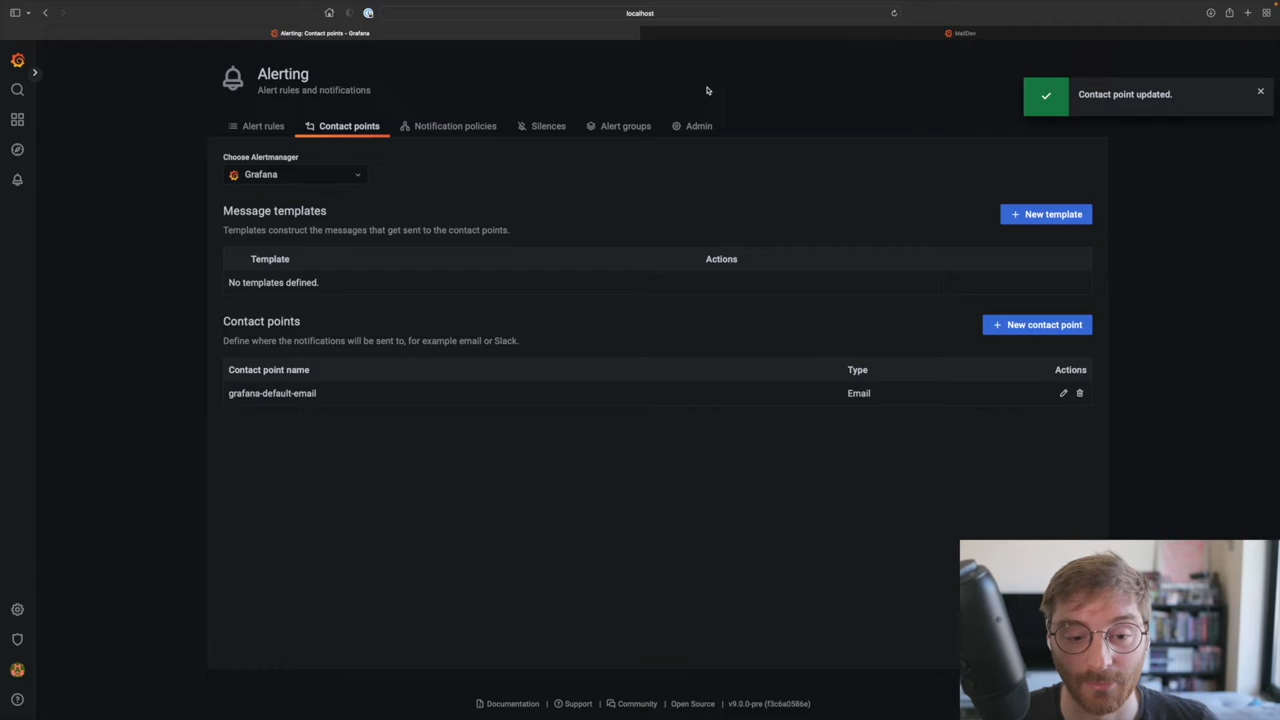 localhost
Alerting: Contact points - Grafana
MailDev
Alerting
Alert rules and notifications
Contact point updated.
Alert rules
Contact points
Notification policies
Silences
Alert groups
Admin
Choose Alertmanager
Grafana
Message templates
New template
Templates construct the messages that get sent to the contact points.
Template Actions
No templates defined.
Contact points
New contact point
Define where the notifications will be sent to, for example email or Slack.
Contact point name Type Actions
grafana-default-email Email
Documentation | Support | Community | Open Source | v9.0.0-pre (f3c6a0586e)